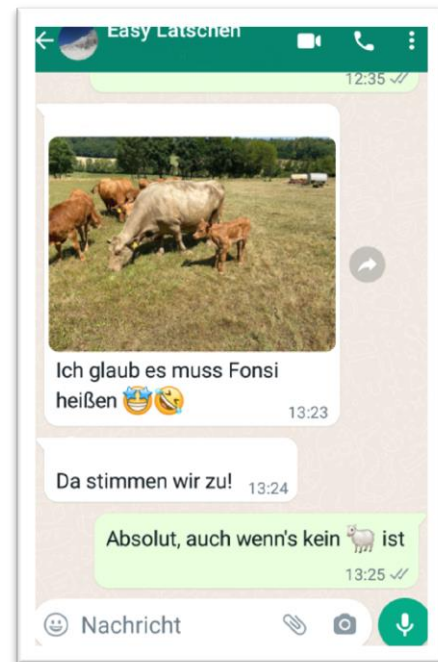 Easy Latschen
12:35
Ich glaub es muss Fonsi
heißen 🤩🤣
13:23
Da stimmen wir zu! 13:24
Absolut, auch wenn's kein 🐑 ist
13:25
Nachricht